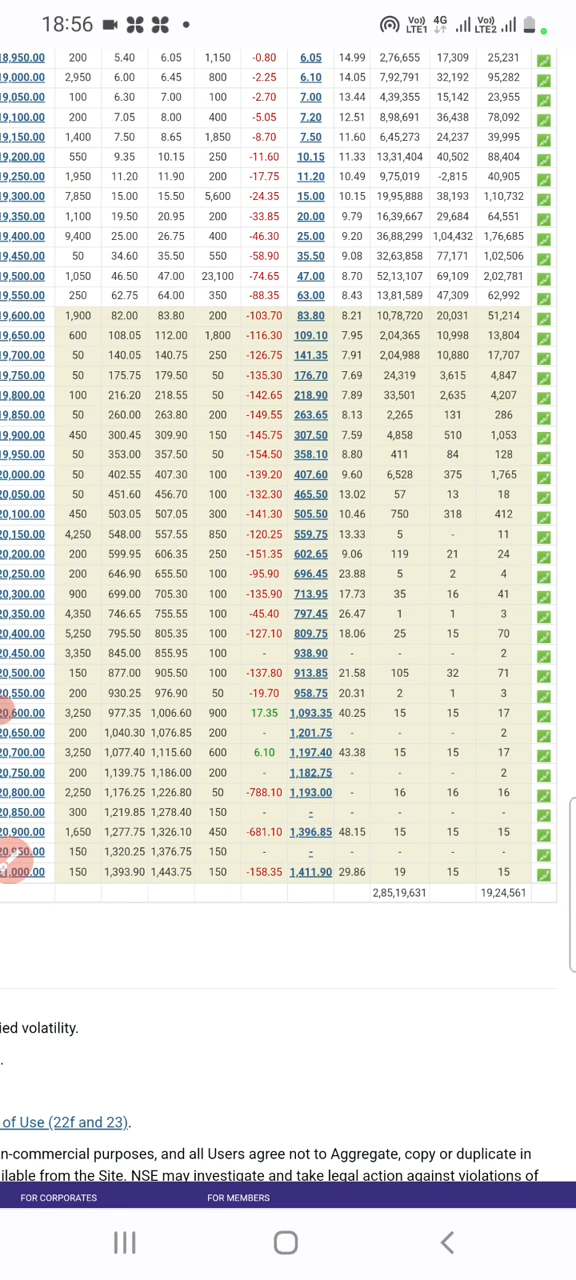 18:56 Vo)) LTE1 4G Vo)) LTE2
18,950.00 200 5.40 6.05 1,150 -0.80 6.05 14.99 2,76,655 17,309 25,231
19,000.00 2,950 6.00 6.45 800 -2.25 6.10 14.05 7,92,791 32,192 95,282
19,050.00 100 6.30 7.00 100 -2.70 7.00 13.44 4,39,355 15,142 23,955
19,100.00 200 7.05 8.00 400 -5.05 7.20 12.51 8,98,691 36,438 78,092
19,150.00 1,400 7.50 8.65 1,850 -8.70 7.50 11.60 6,45,273 24,237 39,995
19,200.00 550 9.35 10.15 250 -11.60 10.15 11.33 13,31,404 40,502 88,404
19,250.00 1,950 11.20 11.90 200 -17.75 11.20 10.49 9,75,019 -2,815 40,905
19,300.00 7,850 15.00 15.50 5,600 -24.35 15.00 10.15 19,95,888 38,193 1,10,732
19,350.00 1,100 19.50 20.95 200 -33.85 20.00 9.79 16,39,667 29,684 64,551
19,400.00 9,400 25.00 26.75 400 -46.30 25.00 9.20 36,88,299 1,04,432 1,76,685
19,450.00 50 34.60 35.50 550 -58.90 35.50 9.08 32,63,858 77,171 1,02,506
19,500.00 1,050 46.50 47.00 23,100 -74.65 47.00 8.70 52,13,107 69,109 2,02,781
19,550.00 250 62.75 64.00 350 -88.35 63.00 8.43 13,81,589 47,309 62,992
19,600.00 1,900 82.00 83.80 200 -103.70 83.80 8.21 10,78,720 20,031 51,214
19,650.00 600 108.05 112.00 1,800 -116.30 109.10 7.95 2,04,365 10,998 13,804
19,700.00 50 140.05 140.75 250 -126.75 141.35 7.91 2,04,988 10,880 17,707
19,750.00 50 175.75 179.50 50 -135.30 176.70 7.69 24,319 3,615 4,847
19,800.00 100 216.20 218.55 50 -142.65 218.90 7.89 33,501 2,635 4,207
19,850.00 50 260.00 263.80 200 -149.55 263.65 8.13 2,265 131 286
19,900.00 450 300.45 309.90 150 -145.75 307.50 7.59 4,858 510 1,053
19,950.00 50 353.00 357.50 50 -154.50 358.10 8.80 411 84 128
20,000.00 50 402.55 407.30 100 -139.20 407.60 9.60 6,528 375 1,765
20,050.00 50 451.60 456.70 100 -132.30 465.50 13.02 57 13 18
20,100.00 450 503.05 507.05 300 -141.30 505.50 10.46 750 318 412
20,150.00 4,250 548.00 557.55 850 -120.25 559.75 13.33 5 - 11
20,200.00 200 599.95 606.35 250 -151.35 602.65 9.06 119 21 24
20,250.00 200 646.90 655.50 100 -95.90 696.45 23.88 5 2 4
20,300.00 900 699.00 705.30 100 -135.90 713.95 17.73 35 16 41
20,350.00 4,350 746.65 755.55 100 -45.40 797.45 26.47 1 1 3
20,400.00 5,250 795.50 805.35 100 -127.10 809.75 18.06 25 15 70
20,450.00 3,350 845.00 855.95 100 - 938.90 - - - 2
20,500.00 150 877.00 905.50 100 -137.80 913.85 21.58 105 32 71
20,550.00 200 930.25 976.90 50 -19.70 958.75 20.31 2 1 3
20,600.00 3,250 977.35 1,006.60 900 17.35 1,093.35 40.25 15 15 17
20,650.00 200 1,040.30 1,076.85 200 - 1,201.75 - - - 2
20,700.00 3,250 1,077.40 1,115.60 600 6.10 1,197.40 43.38 15 15 17
20,750.00 200 1,139.75 1,186.00 200 - 1,182.75 - - - 2
20,800.00 2,250 1,176.25 1,226.80 50 -788.10 1,193.00 - 16 16 16
20,850.00 300 1,219.85 1,278.40 150 - - - - - -
20,900.00 1,650 1,277.75 1,326.10 450 -681.10 1,396.85 48.15 15 15 15
20,950.00 150 1,320.25 1,376.75 150 - - - - - -
21,000.00 150 1,393.90 1,443.75 150 -158.35 1,411.90 29.86 19 15 15
2,85,19,631 19,24,561
ied volatility.
.
of Use (22f and 23).
n-commercial purposes, and all Users agree not to Aggregate, copy or duplicate in
ilable from the Site. NSE may investigate and take legal action against violations of
FOR CORPORATES FOR MEMBERS